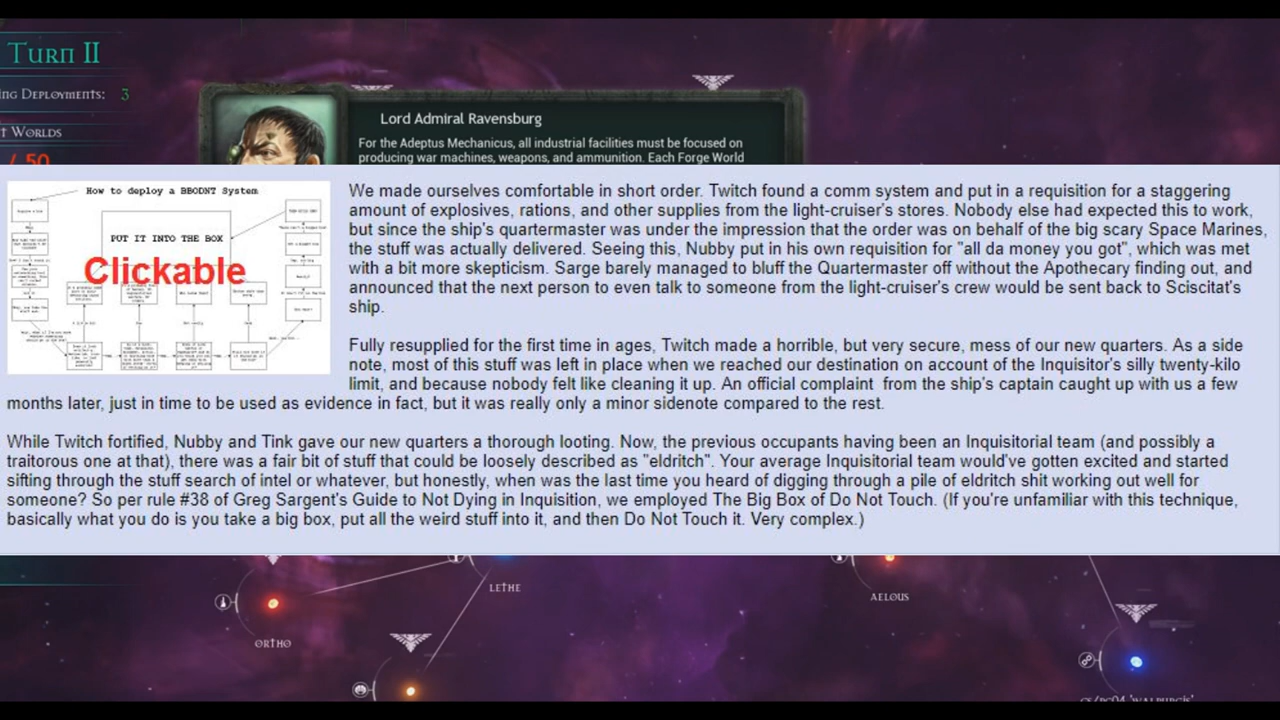 Turn II
ng Deployments: 3
t Worlds
/ 50
Lord Admiral Ravensburg
For the Adeptus Mechanicus, all industrial facilities must be focused on
producing war machines, weapons, and ammunition. Each Forge World
How to deploy a BBODNT System
PUT IT INTO THE BOX
Clickable
We made ourselves comfortable in short order. Twitch found a comm system and put in a requisition for a staggering
amount of explosives, rations, and other supplies from the light-cruiser's stores. Nobody else had expected this to work,
but since the ship's quartermaster was under the impression that the order was on behalf of the big scary Space Marines,
the stuff was actually delivered. Seeing this, Nubby put in his own requisition for "all da money you got", which was met
with a bit more skepticism. Sarge barely managed to bluff the Quartermaster off without the Apothecary finding out, and
announced that the next person to even talk to someone from the light-cruiser's crew would be sent back to Sciscitat's
ship.
Fully resupplied for the first time in ages, Twitch made a horrible, but very secure, mess of our new quarters. As a side
note, most of this stuff was left in place when we reached our destination on account of the Inquisitor's silly twenty-kilo
limit, and because nobody felt like cleaning it up. An official complaint from the ship's captain caught up with us a few
months later, just in time to be used as evidence in fact, but it was really only a minor sidenote compared to the rest.
While Twitch fortified, Nubby and Tink gave our new quarters a thorough looting. Now, the previous occupants having been an Inquisitorial team (and possibly a
traitorous one at that), there was a fair bit of stuff that could be loosely described as "eldritch". Your average Inquisitorial team would've gotten excited and started
sifting through the stuff search of intel or whatever, but honestly, when was the last time you heard of digging through a pile of eldritch shit working out well for
someone? So per rule #38 of Greg Sargent's Guide to Not Dying in Inquisition, we employed The Big Box of Do Not Touch. (If you're unfamiliar with this technique,
basically what you do is you take a big box, put all the weird stuff into it, and then Do Not Touch it. Very complex.)
Lethe
Aelous
Ortho